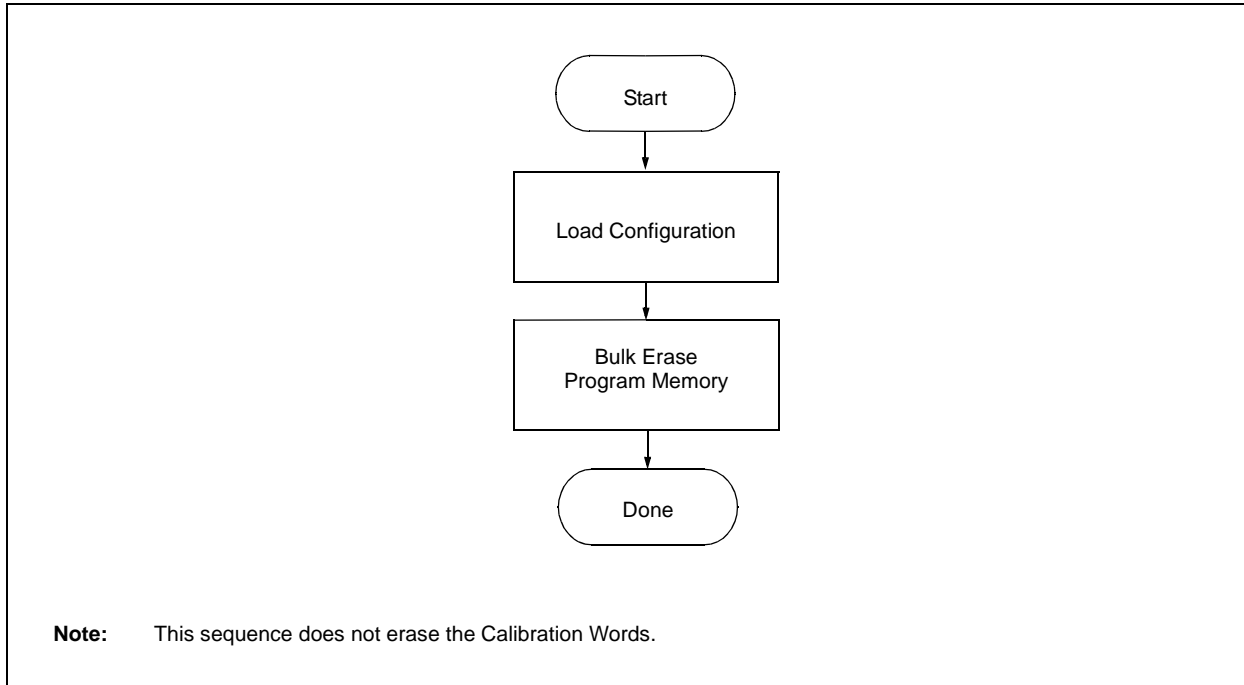 Start
Load Configuration
Bulk Erase
Program Memory
Done
Note: This sequence does not erase the Calibration Words.